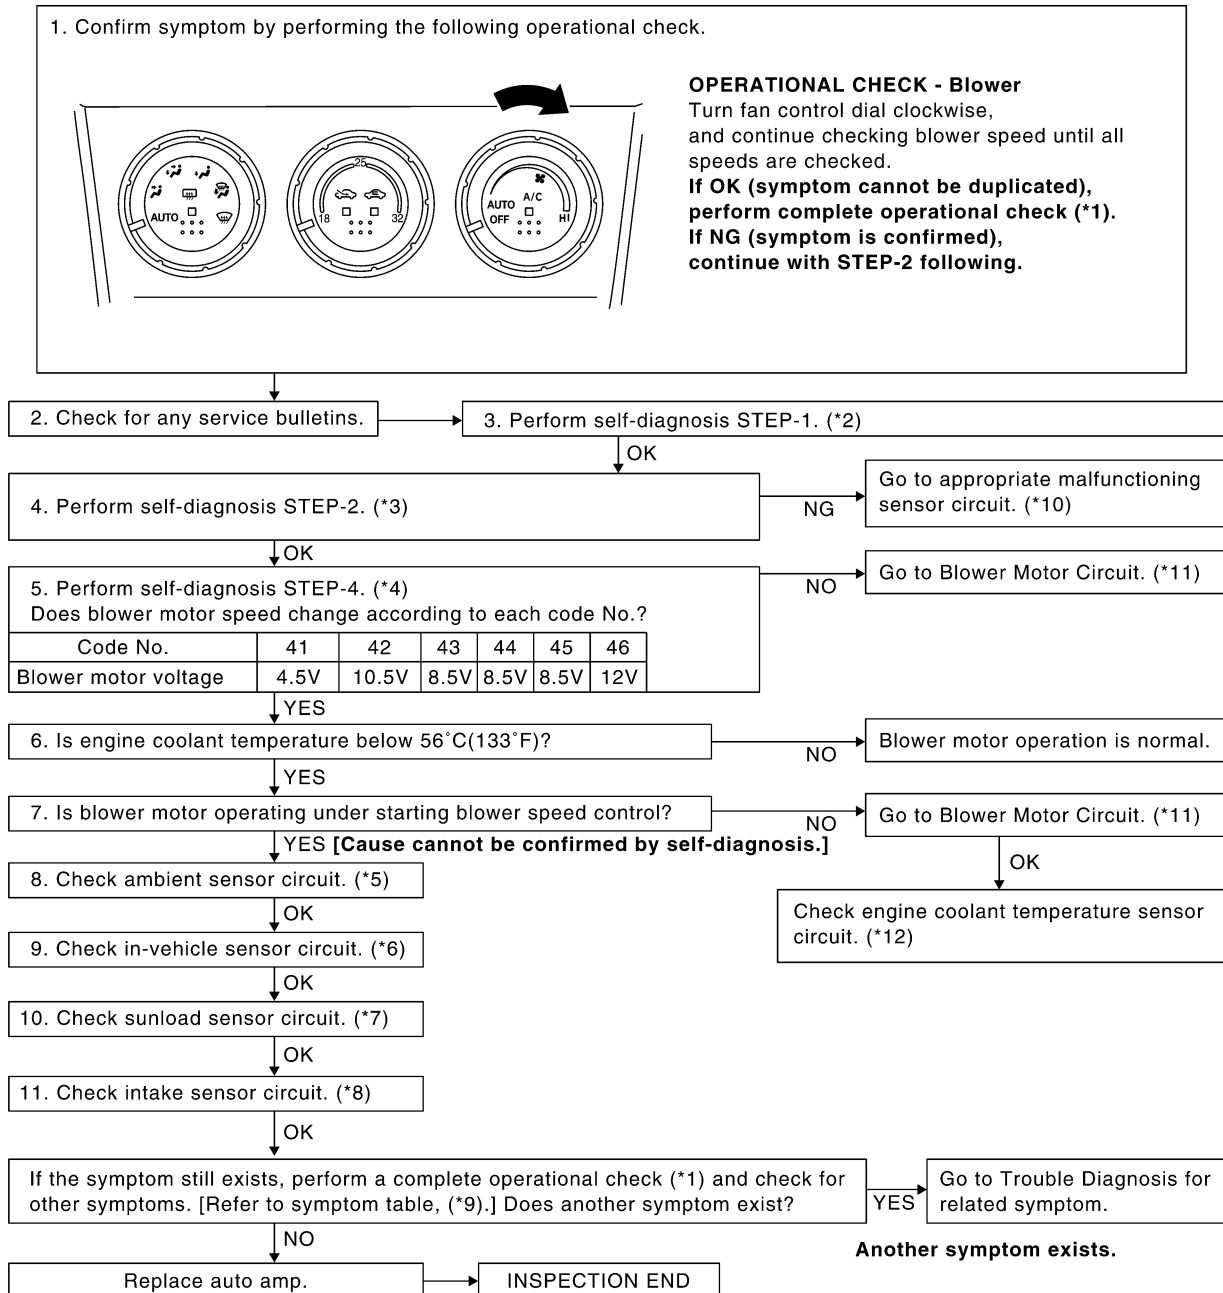 1. Confirm symptom by performing the following operational check.
OPERATIONAL CHECK - Blower
Turn fan control dial clockwise,
and continue checking blower speed until all
speeds are checked.
If OK (symptom cannot be duplicated),
perform complete operational check (*1).
If NG (symptom is confirmed),
continue with STEP-2 following.
AUTO
18
25
32
AUTO
OFF
A/C
HI
2. Check for any service bulletins.
3. Perform self-diagnosis STEP-1. (*2)
OK
4. Perform self-diagnosis STEP-2. (*3)
NG
Go to appropriate malfunctioning
sensor circuit. (*10)
OK
5. Perform self-diagnosis STEP-4. (*4)
Does blower motor speed change according to each code No.?
NO
Go to Blower Motor Circuit. (*11)
Code No. 41 42 43 44 45 46
Blower motor voltage 4.5V 10.5V 8.5V 8.5V 8.5V 12V
YES
6. Is engine coolant temperature below 56˚C(133˚F)?
NO
Blower motor operation is normal.
YES
7. Is blower motor operating under starting blower speed control?
NO
Go to Blower Motor Circuit. (*11)
YES [Cause cannot be confirmed by self-diagnosis.]
OK
Check engine coolant temperature sensor
circuit. (*12)
8. Check ambient sensor circuit. (*5)
OK
9. Check in-vehicle sensor circuit. (*6)
OK
10. Check sunload sensor circuit. (*7)
OK
11. Check intake sensor circuit. (*8)
OK
If the symptom still exists, perform a complete operational check (*1) and check for
other symptoms. [Refer to symptom table, (*9).] Does another symptom exist?
YES
Go to Trouble Diagnosis for
related symptom.
Another symptom exists.
NO
Replace auto amp.
INSPECTION END